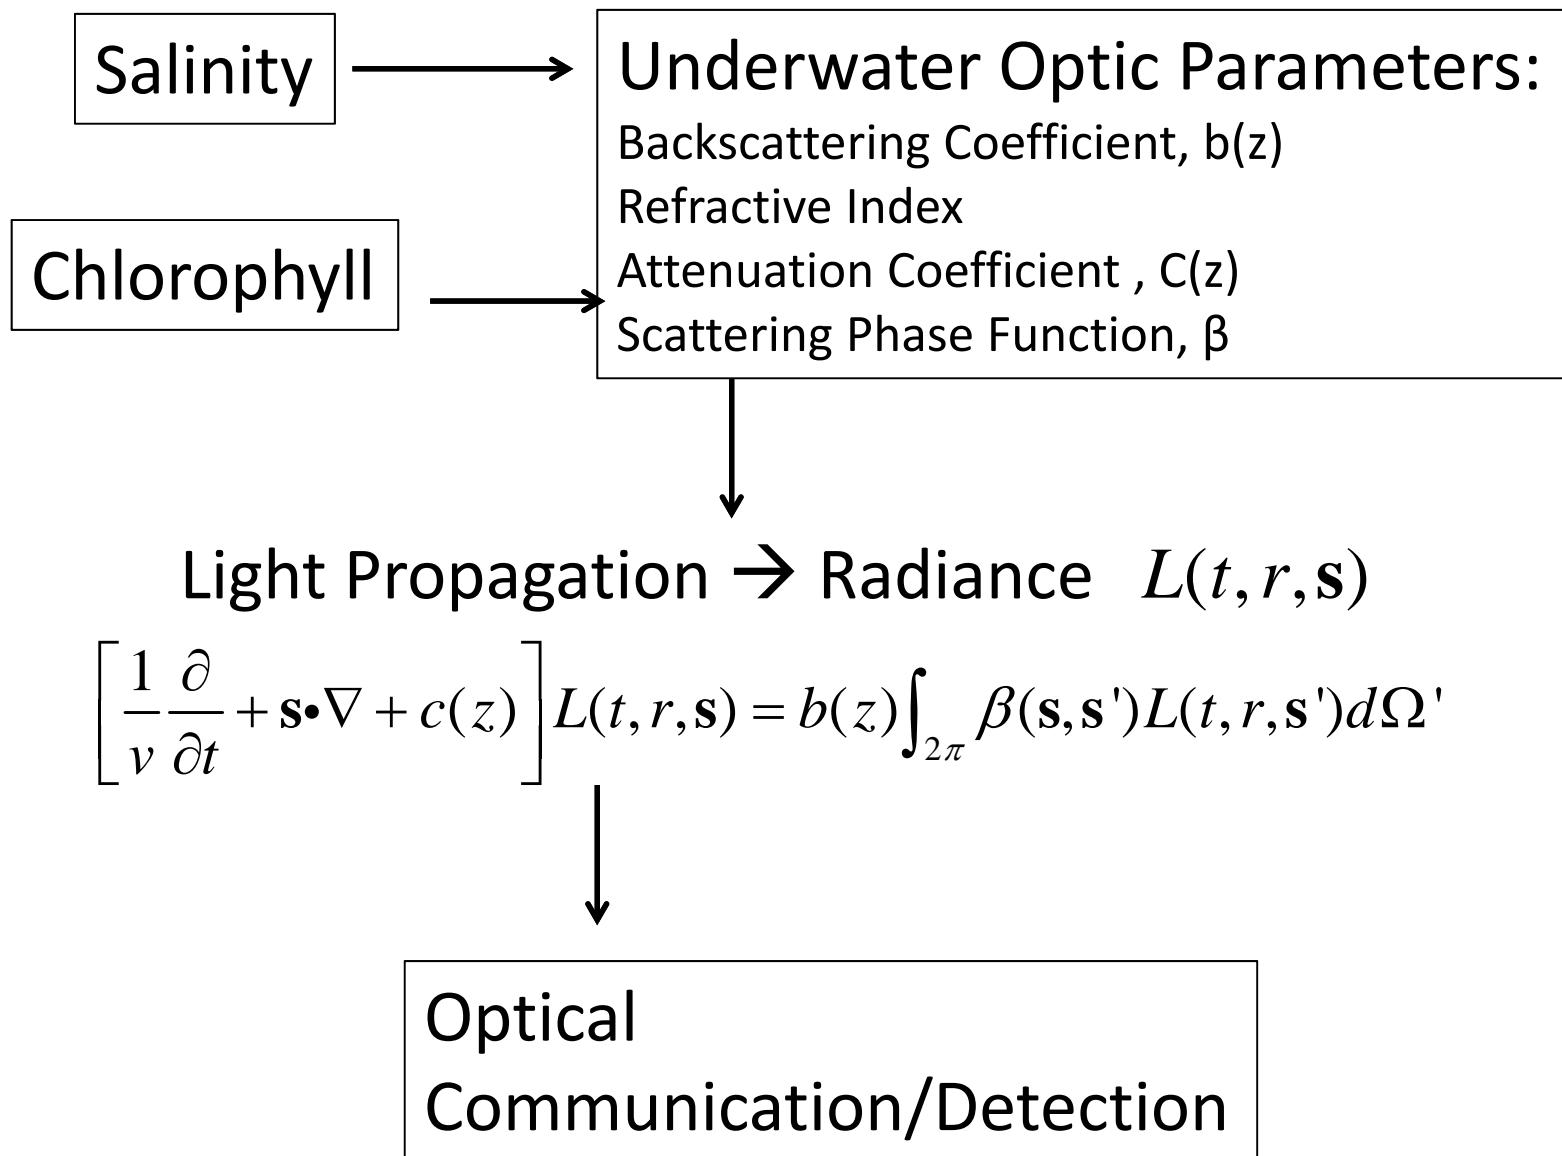 Salinity
Underwater Optic Parameters:
Backscattering Coefficient, b(z)
Refractive Index
Chlorophyll
Attenuation Coefficient , C(z)
Scattering Phase Function, β
Light Propagation → Radiance L(t, r, s)
[1/v ∂/∂t + s•∇ + c(z)] L(t, r, s) = b(z)∫2π β(s, s')L(t, r, s')dΩ'
Optical
Communication/Detection